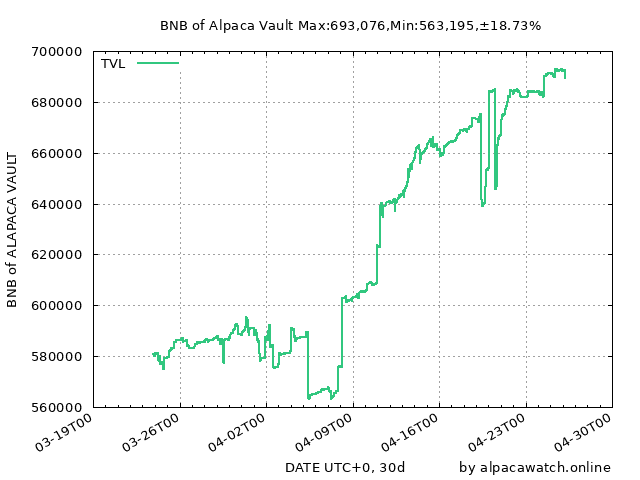 BNB of Alpaca Vault Max:693,076,Min:563,195,±18.73%
TVL
BNB of ALAPACA VAULT
700000
680000
660000
640000
620000
600000
580000
560000
03-19T00
03-26T00
04-02T00
04-09T00
04-16T00
04-23T00
04-30T00
DATE UTC+0, 30d
by alpacawatch.online